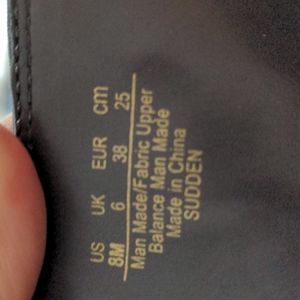 US UK EUR cm
8M 6 38 25
Man Made/Fabric Upper
Balance Man Made
Made in China
SUDDEN